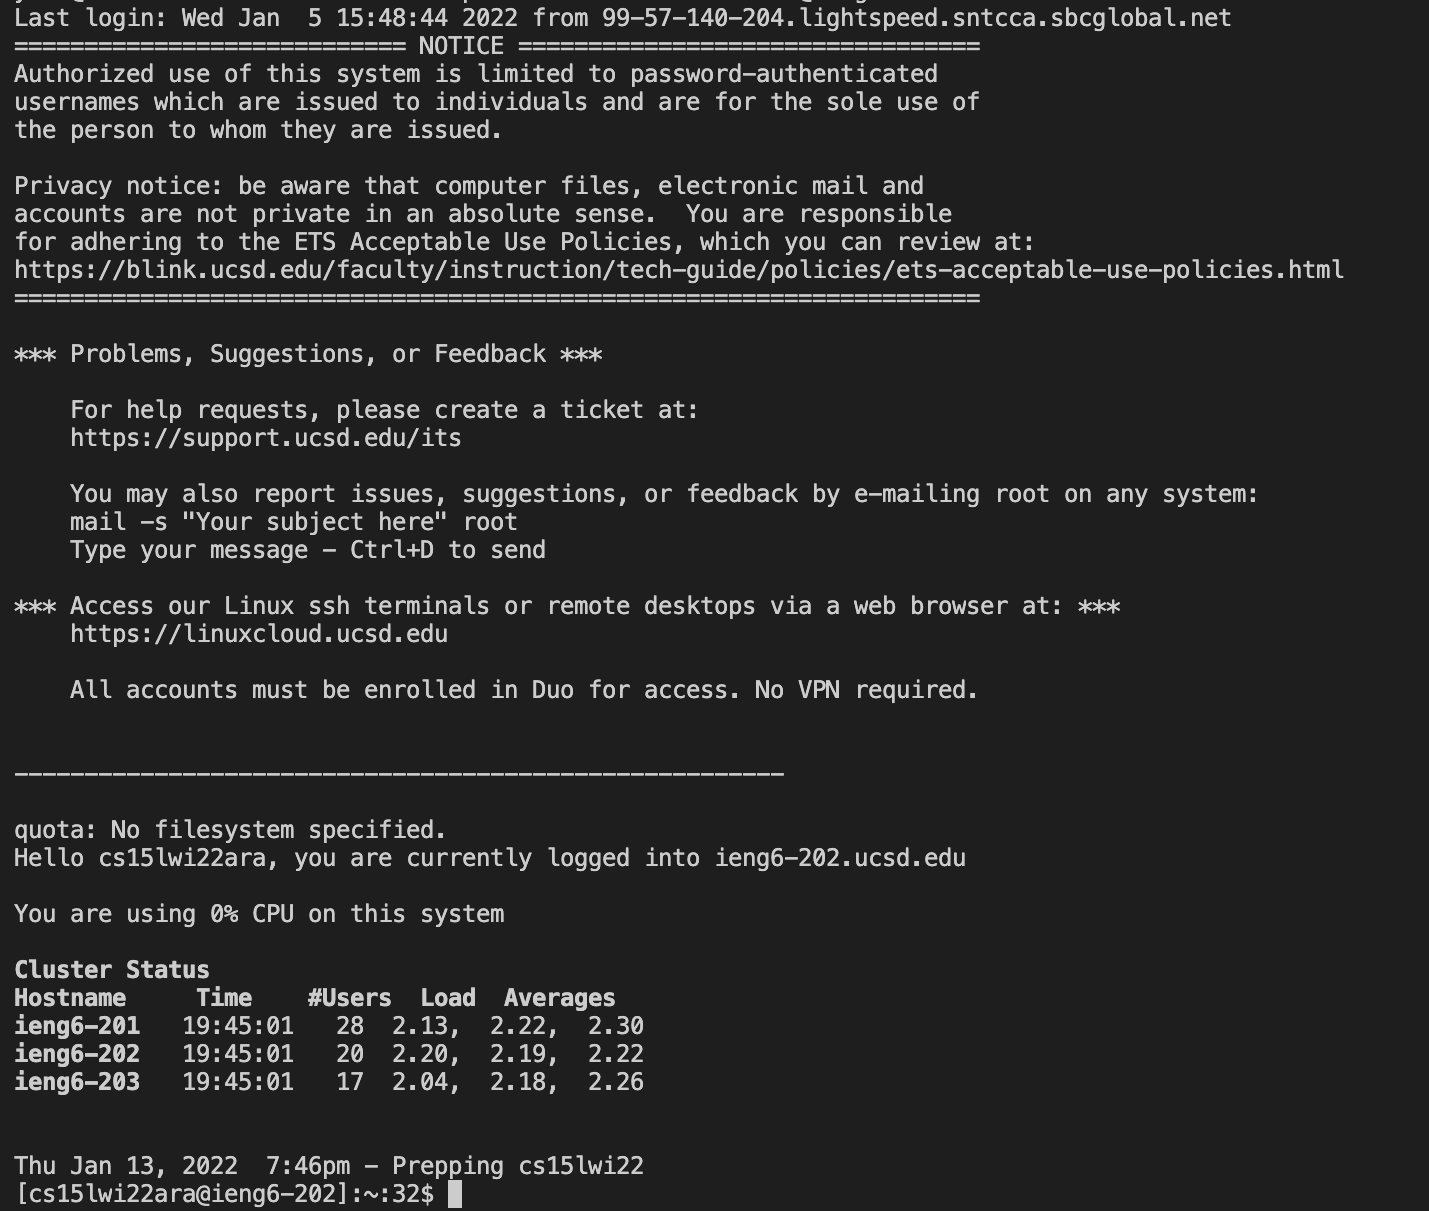 Last login: Wed Jan  5 15:48:44 2022 from 99-57-140-204.lightspeed.sntcca.sbcglobal.net
============================ NOTICE =================================
Authorized use of this system is limited to password-authenticated
usernames which are issued to individuals and are for the sole use of
the person to whom they are issued.

Privacy notice: be aware that computer files, electronic mail and
accounts are not private in an absolute sense.  You are responsible
for adhering to the ETS Acceptable Use Policies, which you can review at:
https://blink.ucsd.edu/faculty/instruction/tech-guide/policies/ets-acceptable-use-policies.html
=====================================================================

*** Problems, Suggestions, or Feedback ***

    For help requests, please create a ticket at:
    https://support.ucsd.edu/its

    You may also report issues, suggestions, or feedback by e-mailing root on any system:
    mail -s "Your subject here" root
    Type your message - Ctrl+D to send

*** Access our Linux ssh terminals or remote desktops via a web browser at: ***
    https://linuxcloud.ucsd.edu

    All accounts must be enrolled in Duo for access. No VPN required.


-------------------------------------------------------

quota: No filesystem specified.
Hello cs15lwi22ara, you are currently logged into ieng6-202.ucsd.edu

You are using 0% CPU on this system

Cluster Status
Hostname     Time    #Users  Load  Averages
ieng6-201   19:45:01   28  2.13,  2.22,  2.30
ieng6-202   19:45:01   20  2.20,  2.19,  2.22
ieng6-203   19:45:01   17  2.04,  2.18,  2.26


Thu Jan 13, 2022  7:46pm - Prepping cs15lwi22
[cs15lwi22ara@ieng6-202]:~:32$